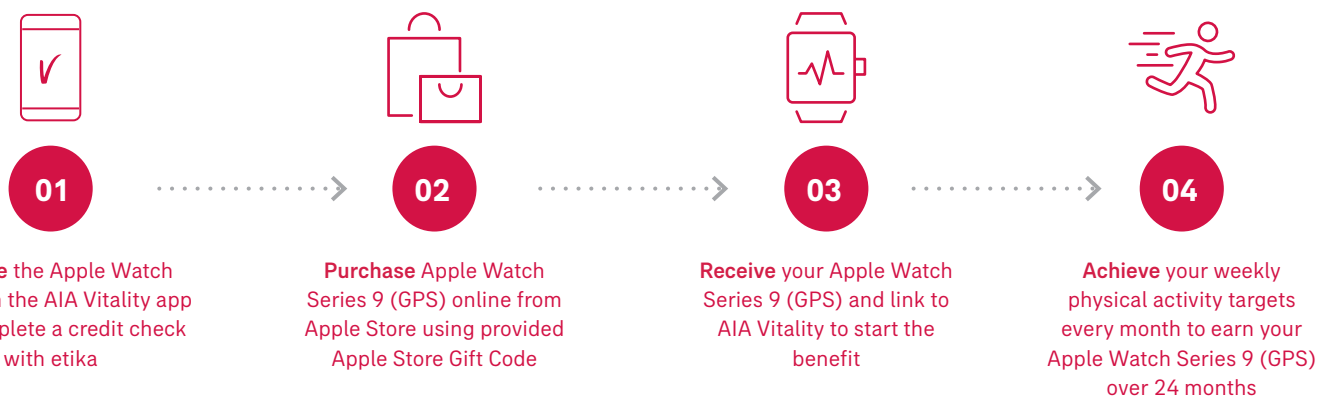 01
02
03
04
the Apple Watch
the AIA Vitality app
a credit check
with etika
Purchase Apple Watch
Series 9 (GPS) online from
Apple Store using provided
Apple Store Gift Code
Receive your Apple Watch
Series 9 (GPS) and link to
AIA Vitality to start the
benefit
Achieve your weekly
physical activity targets
every month to earn your
Apple Watch Series 9 (GPS)
over 24 months